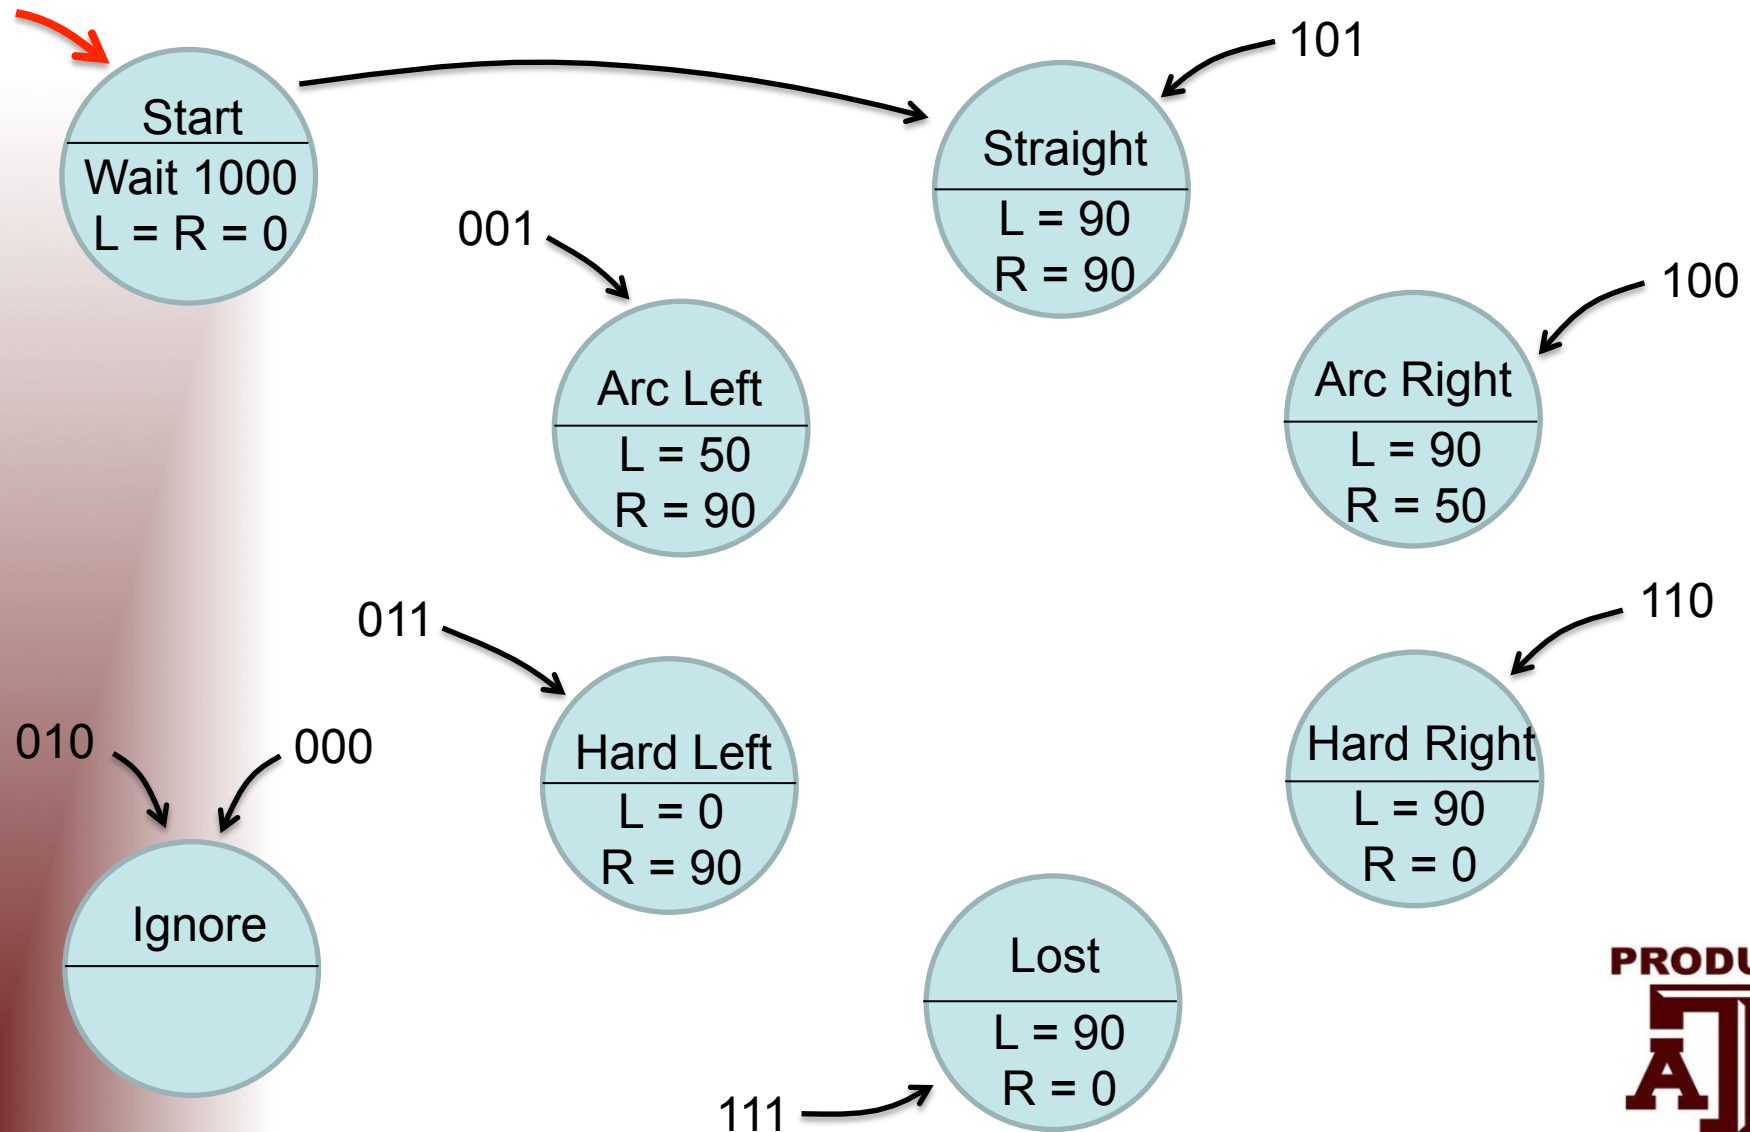 Start
Wait 1000
L = R = 0
101
Straight
L = 90
R = 90
001
Arc Left
L = 50
R = 90
100
Arc Right
L = 90
R = 50
011
Hard Left
L = 0
R = 90
110
Hard Right
L = 90
R = 0
010
000
Ignore
Lost
L = 90
R = 0
111
A